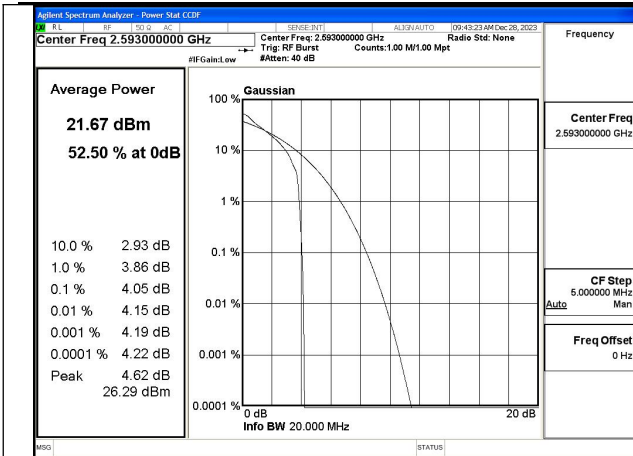 Agilent Spectrum Analyzer - Power Stat CCDF
RL RF 50 Ω AC SENSE:INT ALIGN AUTO 09:43:23 AM Dec 28, 2023
Center Freq 2.593000000 GHz
Center Freq: 2.593000000 GHz Radio Std: None
Trig: RF Burst Counts:1.00 M/1.00 Mpt
#IFGain:Low #Atten: 40 dB
Frequency
Average Power
21.67 dBm
52.50 % at 0dB
10.0 % 2.93 dB
1.0 % 3.86 dB
0.1 % 4.05 dB
0.01 % 4.15 dB
0.001 % 4.19 dB
0.0001 % 4.22 dB
Peak 4.62 dB
26.29 dBm
Gaussian
100 %
10 %
1 %
0.1 %
0.01 %
0.001 %
0.0001 %
0 dB 20 dB
Info BW 20.000 MHz
Center Freq
2.593000000 GHz
CF Step
5.000000 MHz
Auto Man
Freq Offset
0 Hz
MSG STATUS